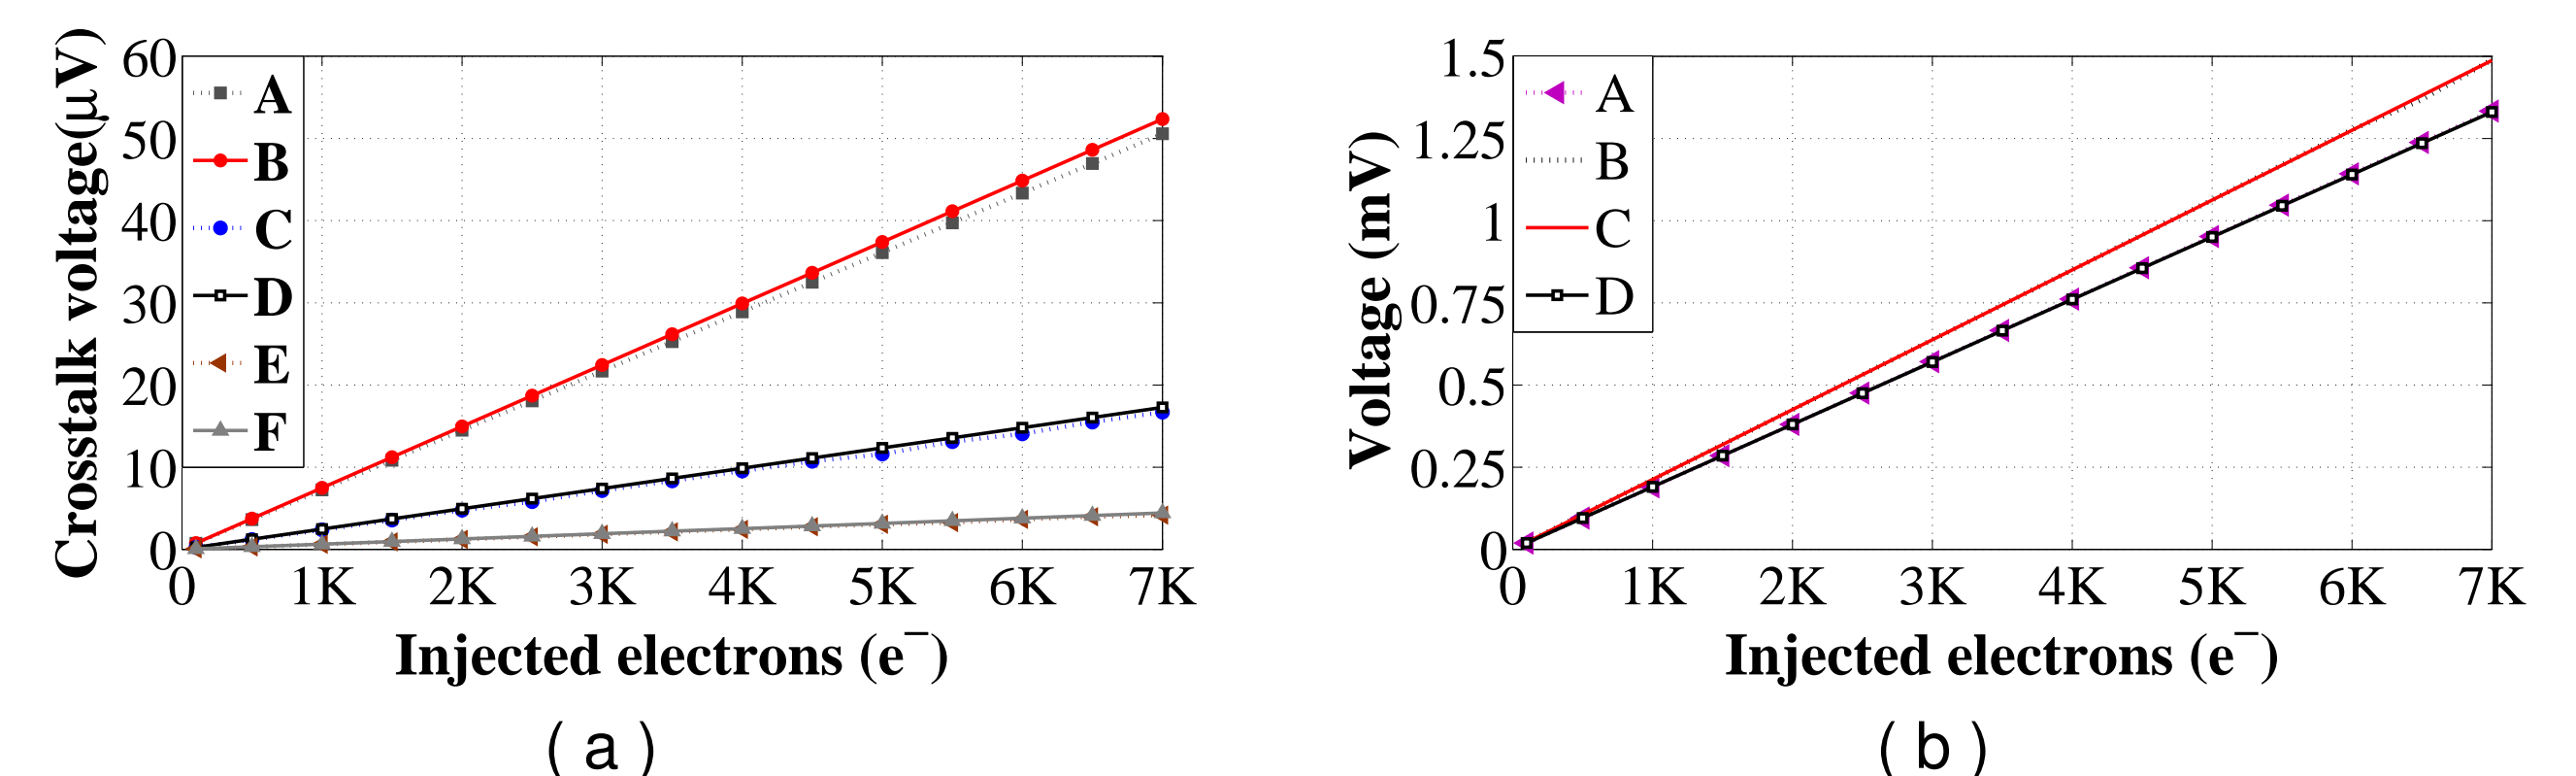 Crosstalk voltage(μV)
60
50
40
30
20
10
0
A
B
C
D
E
F
0 1K 2K 3K 4K 5K 6K 7K
Injected electrons (e⁻)
( a )
Voltage (mV)
1.5
1.25
1
0.75
0.5
0.25
0
A
B
C
D
0 1K 2K 3K 4K 5K 6K 7K
Injected electrons (e⁻)
( b )